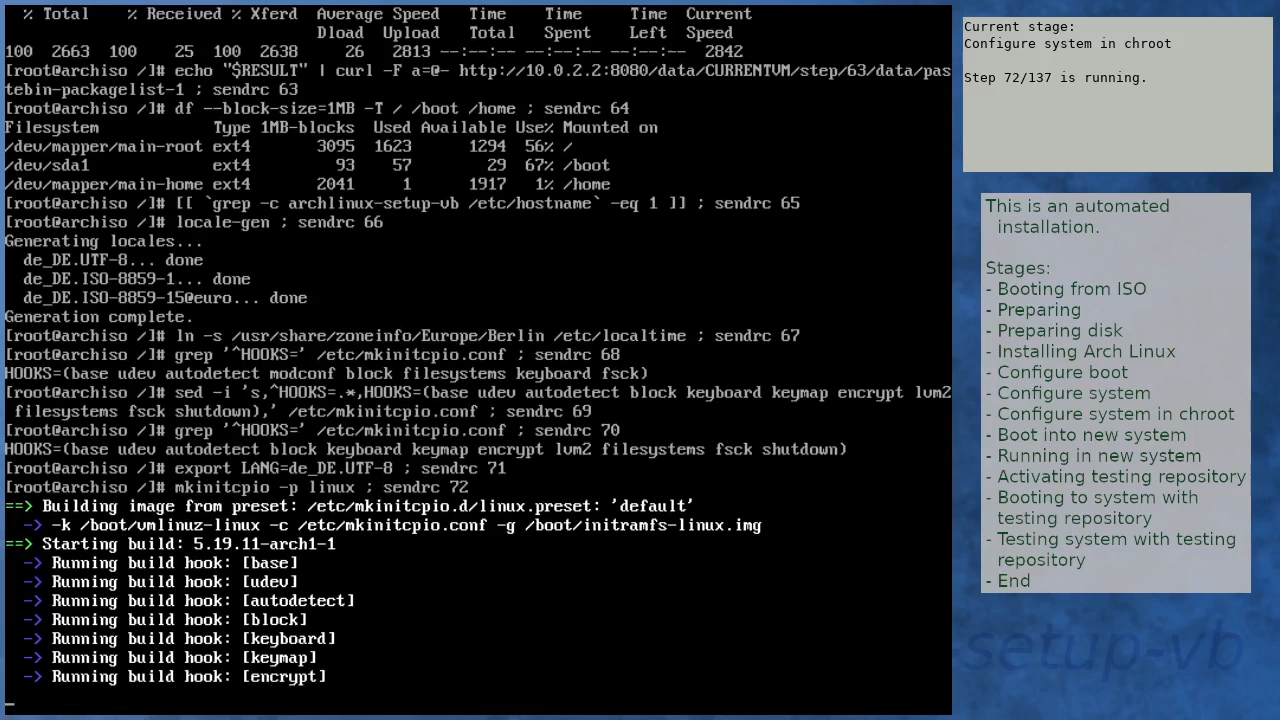 % Total    % Received % Xferd  Average Speed   Time    Time     Time  Current
                                 Dload  Upload   Total   Spent    Left  Speed
100  2663  100    25  100  2638     26   2813 --:--:-- --:--:-- --:--:--  2842
[root@archiso /]# echo "$RESULT" | curl -F a=@- http://10.0.2.2:8080/data/CURRENTVM/step/63/data/pas
tebin-packagelist-1 ; sendrc 63
[root@archiso /]# df --block-size=1MB -T / /boot /home ; sendrc 64
Filesystem            Type 1MB-blocks  Used Available Use% Mounted on
/dev/mapper/main-root ext4       3095  1623      1294  56% /
/dev/sda1             ext4         93    57        29  67% /boot
/dev/mapper/main-home ext4       2041     1      1917   1% /home
[root@archiso /]# [[ `grep -c archlinux-setup-vb /etc/hostname` -eq 1 ]] ; sendrc 65
[root@archiso /]# locale-gen ; sendrc 66
Generating locales...
  de_DE.UTF-8... done
  de_DE.ISO-8859-1... done
  de_DE.ISO-8859-15@euro... done
Generation complete.
[root@archiso /]# ln -s /usr/share/zoneinfo/Europe/Berlin /etc/localtime ; sendrc 67
[root@archiso /]# grep '^HOOKS=' /etc/mkinitcpio.conf ; sendrc 68
HOOKS=(base udev autodetect modconf block filesystems keyboard fsck)
[root@archiso /]# sed -i 's,^HOOKS=.*,HOOKS=(base udev autodetect block keyboard keymap encrypt lvm2
 filesystems fsck shutdown),' /etc/mkinitcpio.conf ; sendrc 69
[root@archiso /]# grep '^HOOKS=' /etc/mkinitcpio.conf ; sendrc 70
HOOKS=(base udev autodetect block keyboard keymap encrypt lvm2 filesystems fsck shutdown)
[root@archiso /]# export LANG=de_DE.UTF-8 ; sendrc 71
[root@archiso /]# mkinitcpio -p linux ; sendrc 72
==> Building image from preset: /etc/mkinitcpio.d/linux.preset: 'default'
  -> -k /boot/vmlinuz-linux -c /etc/mkinitcpio.conf -g /boot/initramfs-linux.img
==> Starting build: 5.19.11-arch1-1
  -> Running build hook: [base]
  -> Running build hook: [udev]
  -> Running build hook: [autodetect]
  -> Running build hook: [block]
  -> Running build hook: [keyboard]
  -> Running build hook: [keymap]
  -> Running build hook: [encrypt]
Current stage:
Configure system in chroot
Step 72/137 is running.
This is an automated
installation.
Stages:
- Booting from ISO
- Preparing
- Preparing disk
- Installing Arch Linux
- Configure boot
- Configure system
- Configure system in chroot
- Boot into new system
- Running in new system
- Activating testing repository
- Booting to system with
testing repository
- Testing system with testing
repository
- End
setup-vb